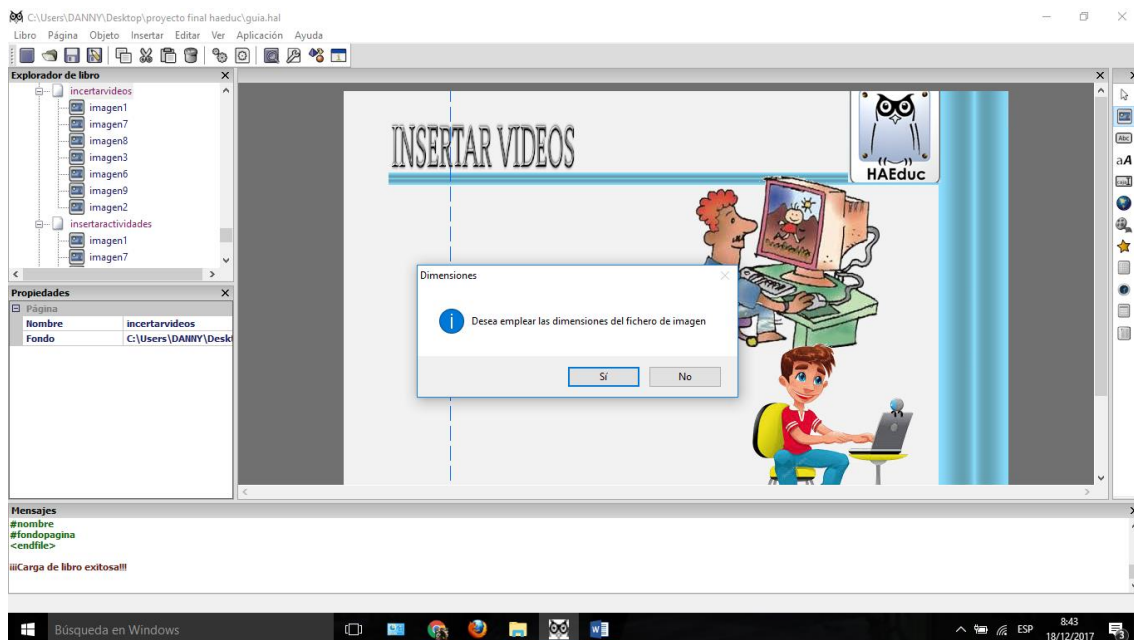 C:\Users\DANNY\Desktop\proyecto final haeduc\guia.hal
Libro Página Objeto Insertar Editar Ver Aplicación Ayuda
Explorador de libro
incertarvideos
imagen1
imagen7
imagen8
imagen3
imagen6
imagen9
imagen2
insertaractividades
imagen1
imagen7
Propiedades
Página
Nombre incertarvideos
Fondo C:\Users\DANNY\Deskt
INSERTAR VIDEOS
HAEduc
Abc
aA
Dimensiones
Desea emplear las dimensiones del fichero de imagen
Sí No
Mensajes
#nombre
#fondopagina
<endfile>
¡¡¡Carga de libro exitosa!!!
Búsqueda en Windows
ESP
8:43
18/12/2017